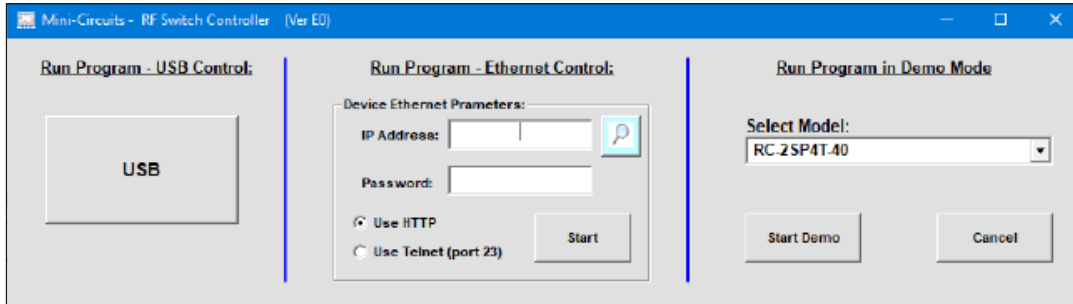 Mini-Circuits - RF Switch Controller (Ver E0)
Run Program - USB Control:
USB
Run Program - Ethernet Control:
Device Ethernet Prameters:
IP Address:
Password:
Use HTTP
Use Telnet (port 23)
Start
Run Program in Demo Mode
Select Model:
RC-2SP4T-40
Start Demo
Cancel